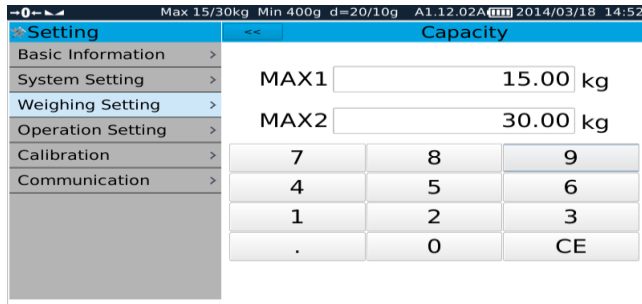 →0← Max 15/30kg Min 400g d=20/10g A1.12.02A 2014/03/18 14:52
Setting
<< Capacity
Basic Information >
System Setting >
Weighing Setting >
Operation Setting >
Calibration >
Communication >
MAX1 15.00 kg
MAX2 30.00 kg
7 8 9
4 5 6
1 2 3
. 0 CE